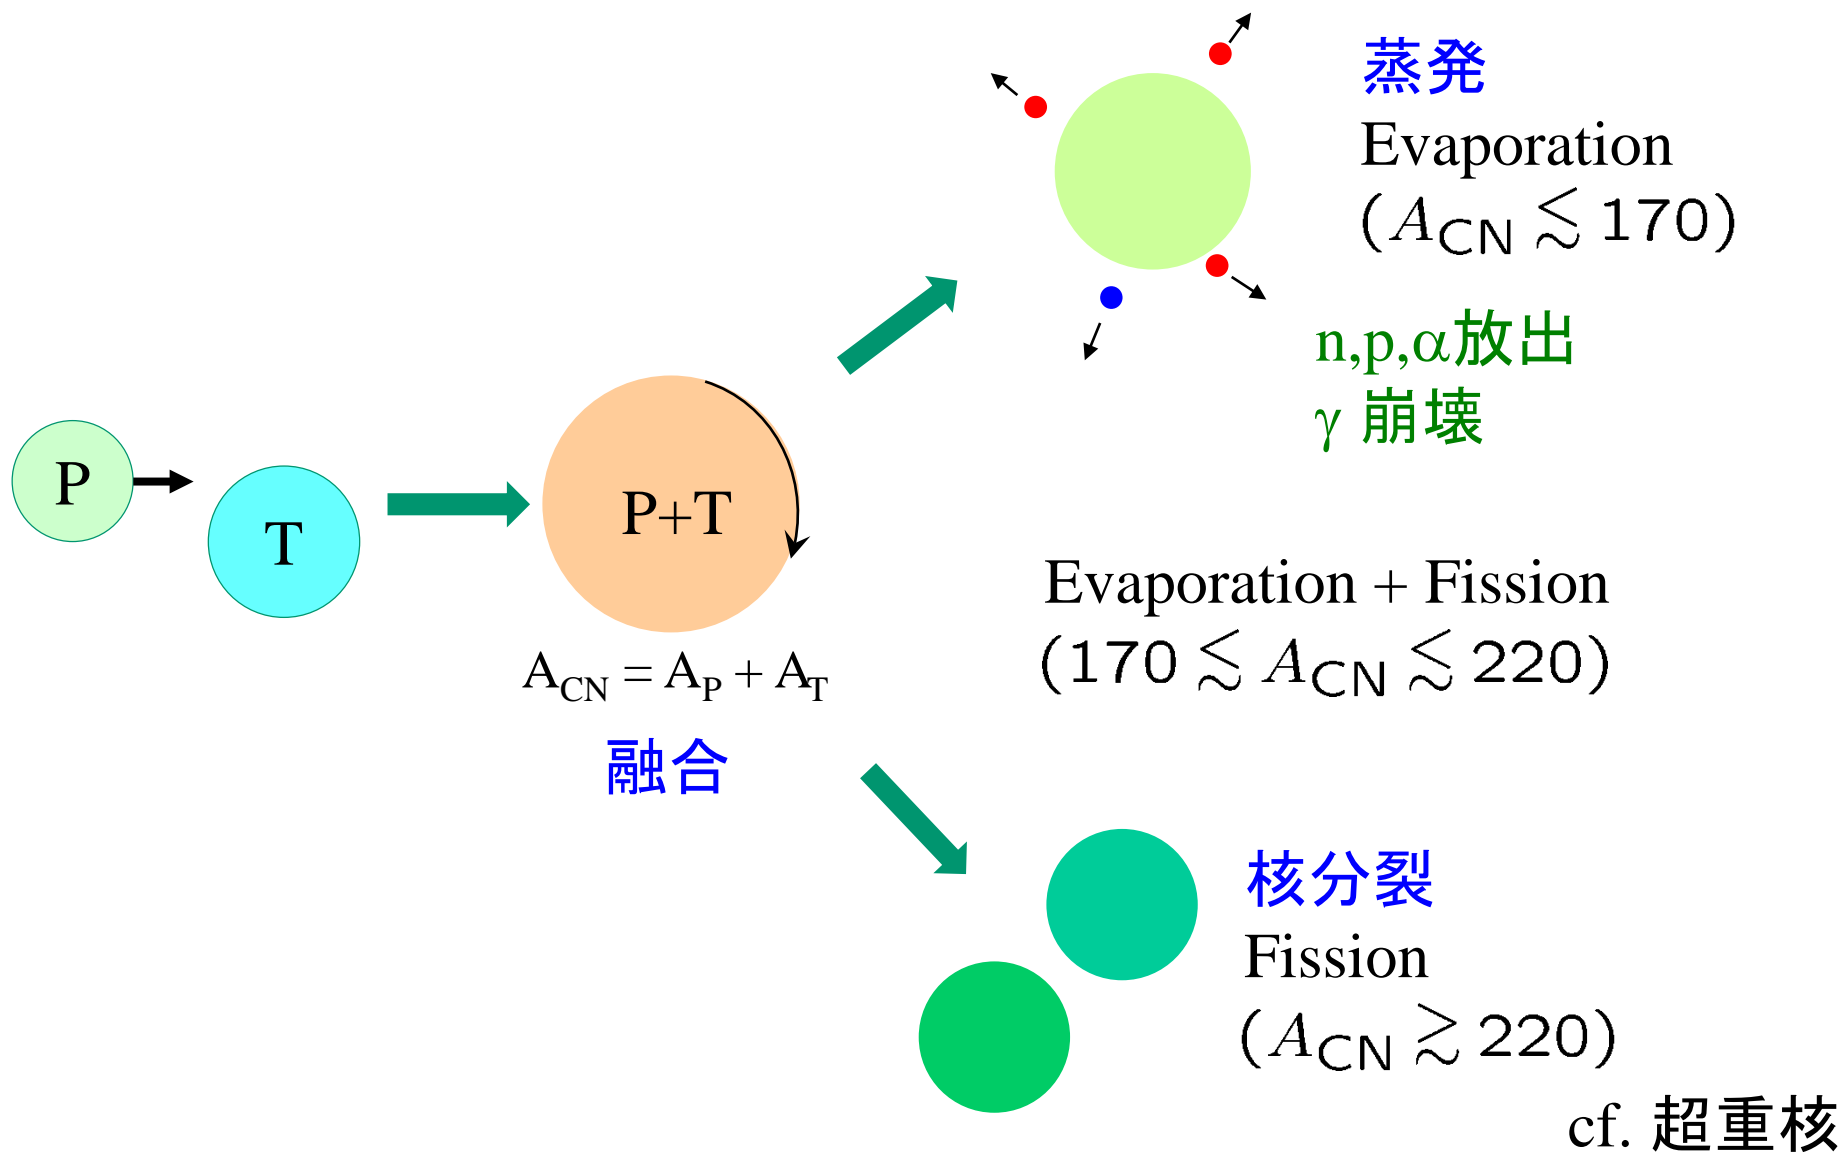 P
T
P+T
A_CN = A_P + A_T
融合
蒸発
Evaporation
(A_CN ≲ 170)
n,p,α放出
γ 崩壊
Evaporation + Fission
(170 ≲ A_CN ≲ 220)
核分裂
Fission
(A_CN ≳ 220)
cf. 超重核